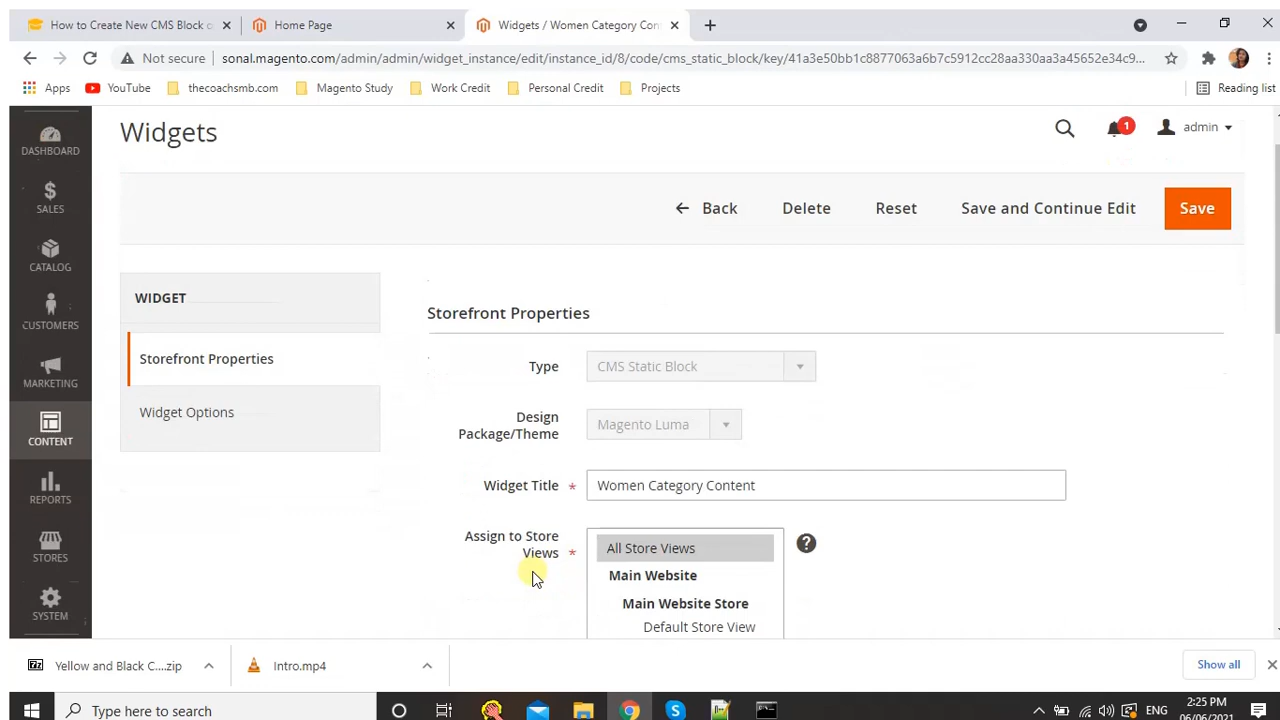 How to Create New CMS Block o
Home Page
Widgets / Women Category Con
Not secure
sonal.magento.com/admin/admin/widget_instance/edit/instance_id/8/code/cms_static_block/key/41a3e50bb1c8877063a6b7c5912cc28aa330aa3a45652e34c9...
Apps
YouTube
thecoachsmb.com
Magento Study
Work Credit
Personal Credit
Projects
Reading list
DASHBOARD
SALES
CATALOG
CUSTOMERS
MARKETING
CONTENT
REPORTS
STORES
SYSTEM
Widgets
1
admin
Back
Delete
Reset
Save and Continue Edit
Save
WIDGET
Storefront Properties
Widget Options
Storefront Properties
Type
CMS Static Block
Design
Package/Theme
Magento Luma
Widget Title *
Women Category Content
Assign to Store
Views *
All Store Views
?
Main Website
Main Website Store
Default Store View
Yellow and Black C....zip
Intro.mp4
Show all
Type here to search
ENG
2:25 PM
06/06/2021